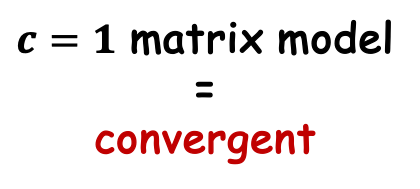 c = 1 matrix model
=
convergent